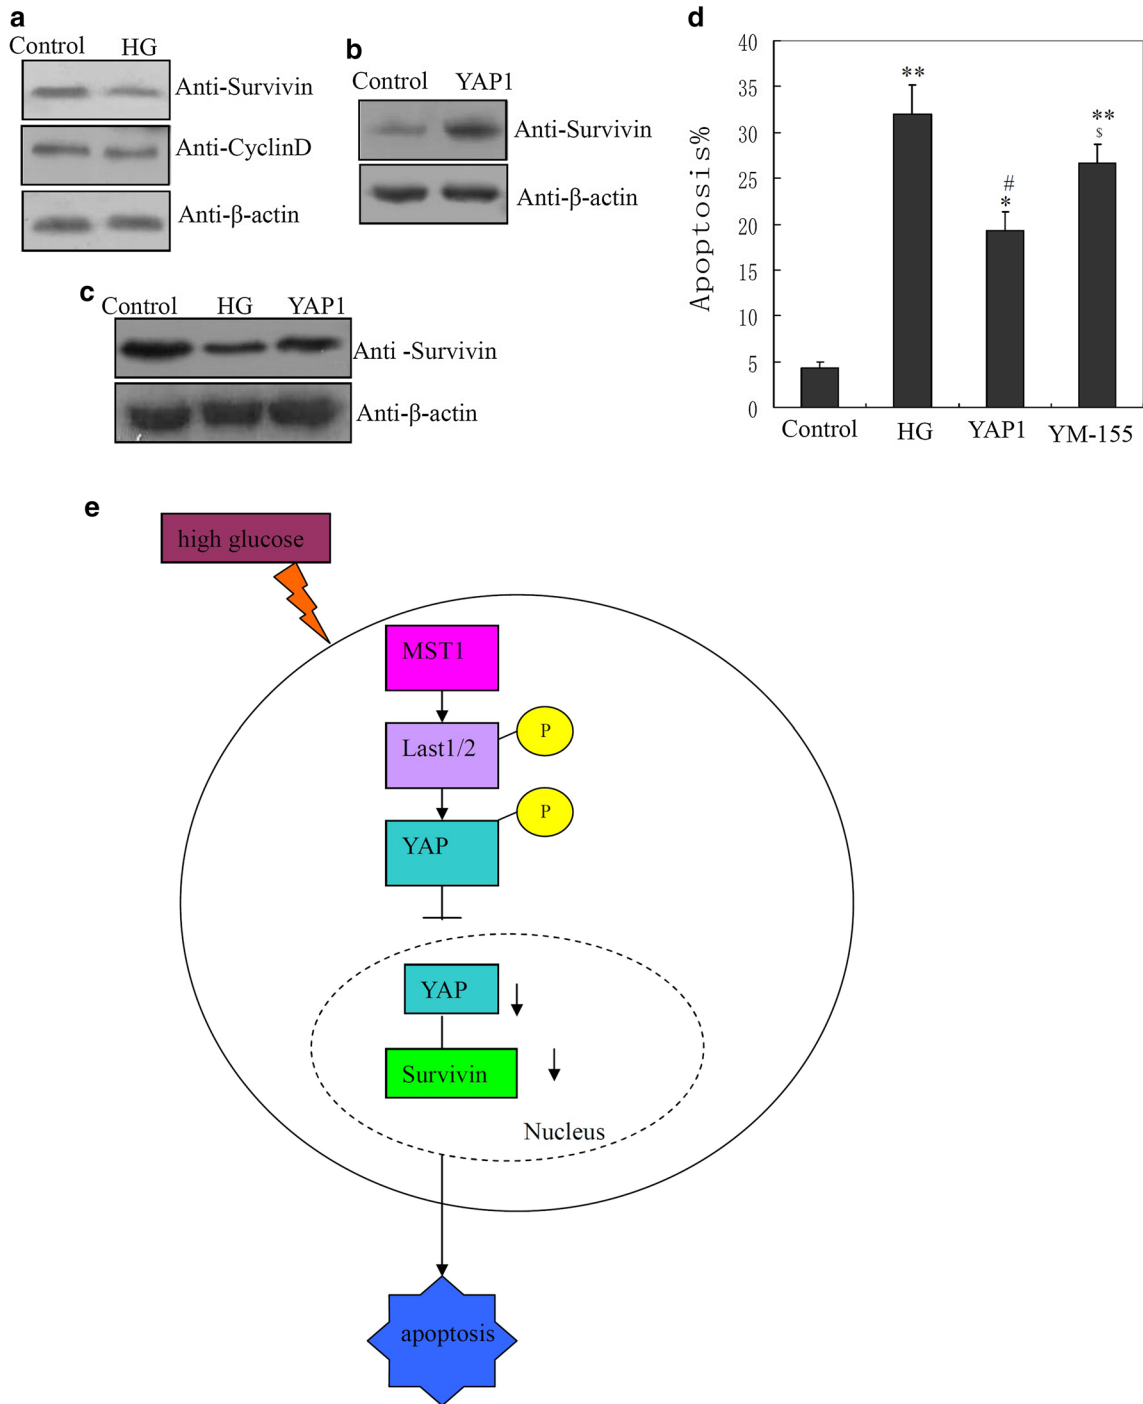 a
Control HG
Anti-Survivin
Anti-CyclinD
Anti-β-actin
b
Control YAP1
Anti-Survivin
Anti-β-actin
c
Control HG YAP1
Anti -Survivin
Anti-β-actin
d
Apoptosis%
40
35
30
25
20
15
10
5
0
**
#
*
**
$
Control HG YAP1 YM-155
e
high glucose
MST1
Last1/2
P
YAP
P
YAP
Survivin
Nucleus
apoptosis